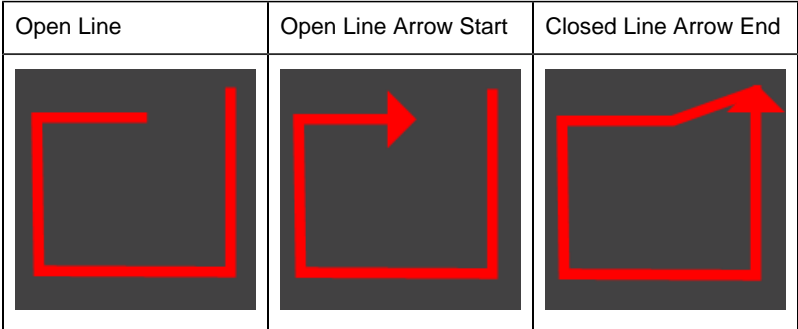 Open Line
Open Line Arrow Start
Closed Line Arrow End